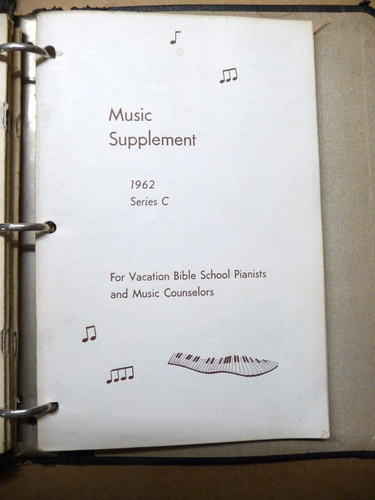 Music
Supplement
1962
Series C
For Vacation Bible School Pianists
and Music Counselors